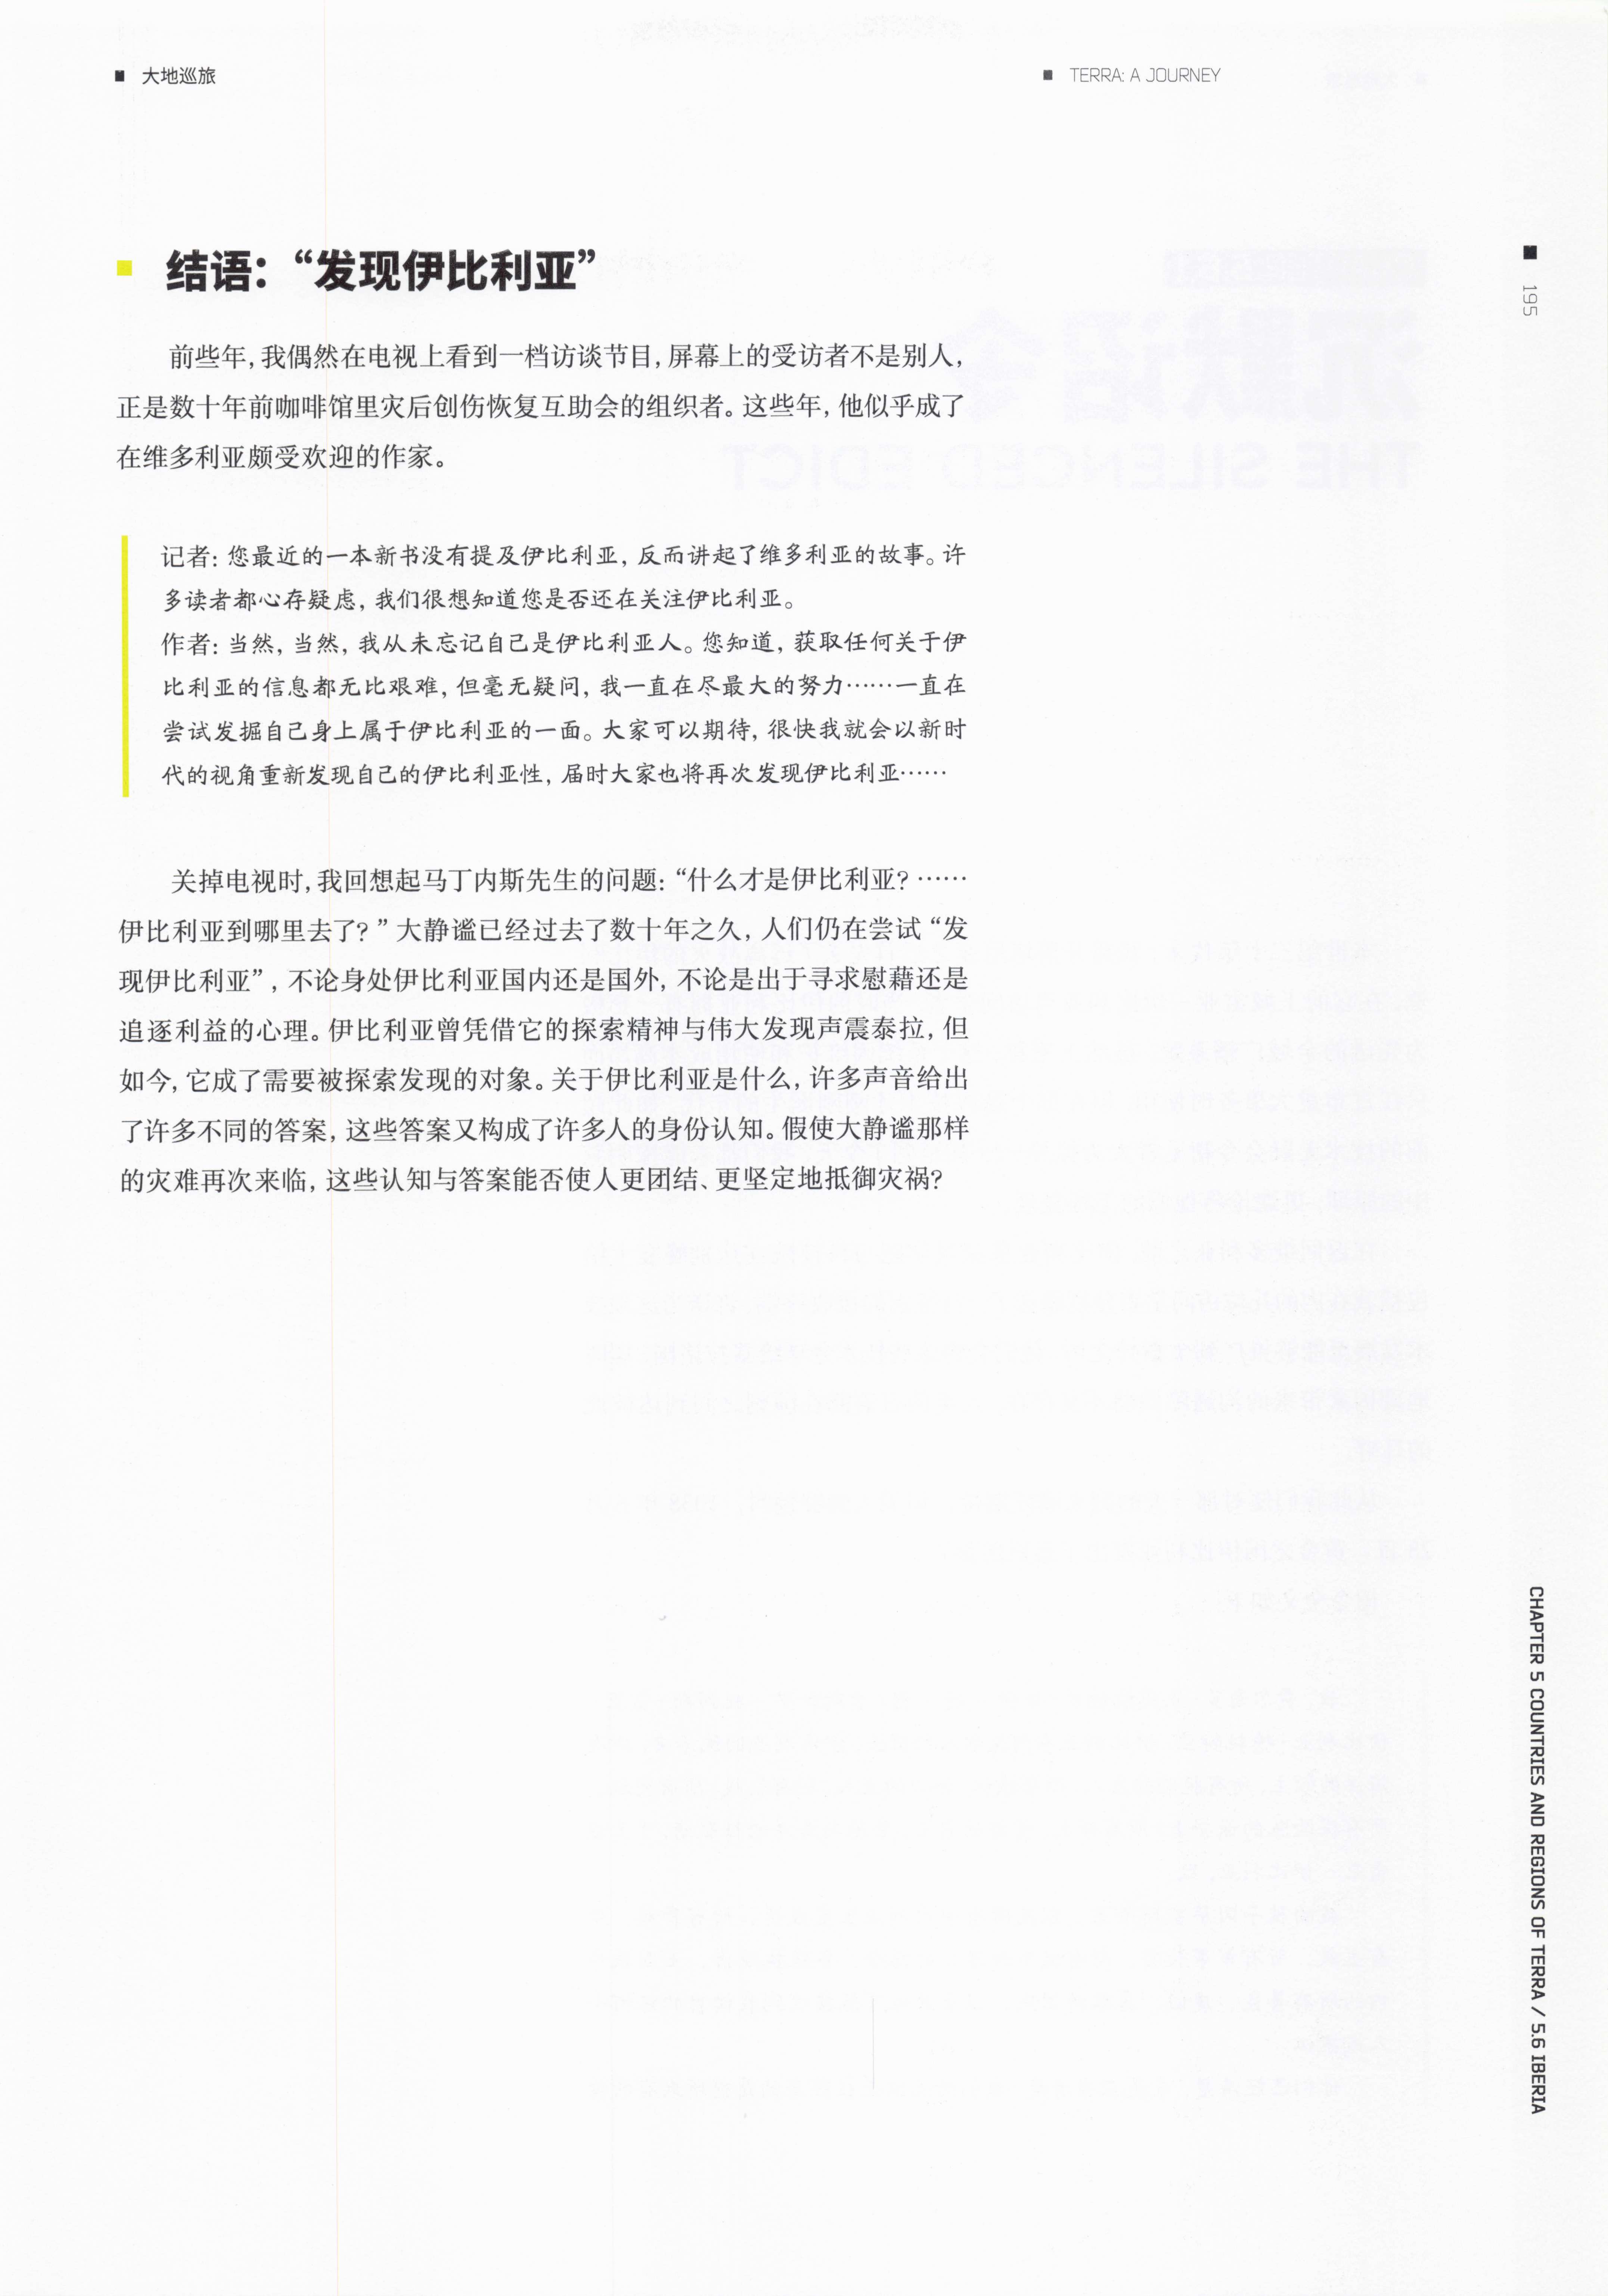 大地巡旅
TERRA: A JOURNEY
195
结语：“发现伊比利亚”
前些年，我偶然在电视上看到一档访谈节目，屏幕上的受访者不是别人，
正是数十年前咖啡馆里灾后创伤恢复互助会的组织者。这些年，他似乎成了
在维多利亚颇受欢迎的作家。
记者：您最近的一本新书没有提及伊比利亚，反而讲起了维多利亚的故事。许
多读者都心存疑虑，我们很想知道您是否还在关注伊比利亚。
作者：当然，当然，我从未忘记自己是伊比利亚人。您知道，获取任何关于伊
比利亚的信息都无比艰难，但毫无疑问，我一直在尽最大的努力……一直在
尝试发掘自己身上属于伊比利亚的一面。大家可以期待，很快我就会以新时
代的视角重新发现自己的伊比利亚性，届时大家也将再次发现伊比利亚……
关掉电视时，我回想起马丁内斯先生的问题：“什么才是伊比利亚？……
伊比利亚到哪里去了？”大静谧已经过去了数十年之久，人们仍在尝试“发
现伊比利亚”，不论身处伊比利亚国内还是国外，不论是出于寻求慰藉还是
追逐利益的心理。伊比利亚曾凭借它的探索精神与伟大发现声震泰拉，但
如今，它成了需要被探索发现的对象。关于伊比利亚是什么，许多声音给出
了许多不同的答案，这些答案又构成了许多人的身份认知。假使大静谧那样
的灾难再次来临，这些认知与答案能否使人更团结、更坚定地抵御灾祸？
CHAPTER 5 COUNTRIES AND REGIONS OF TERRA / 5.6 IBERIA